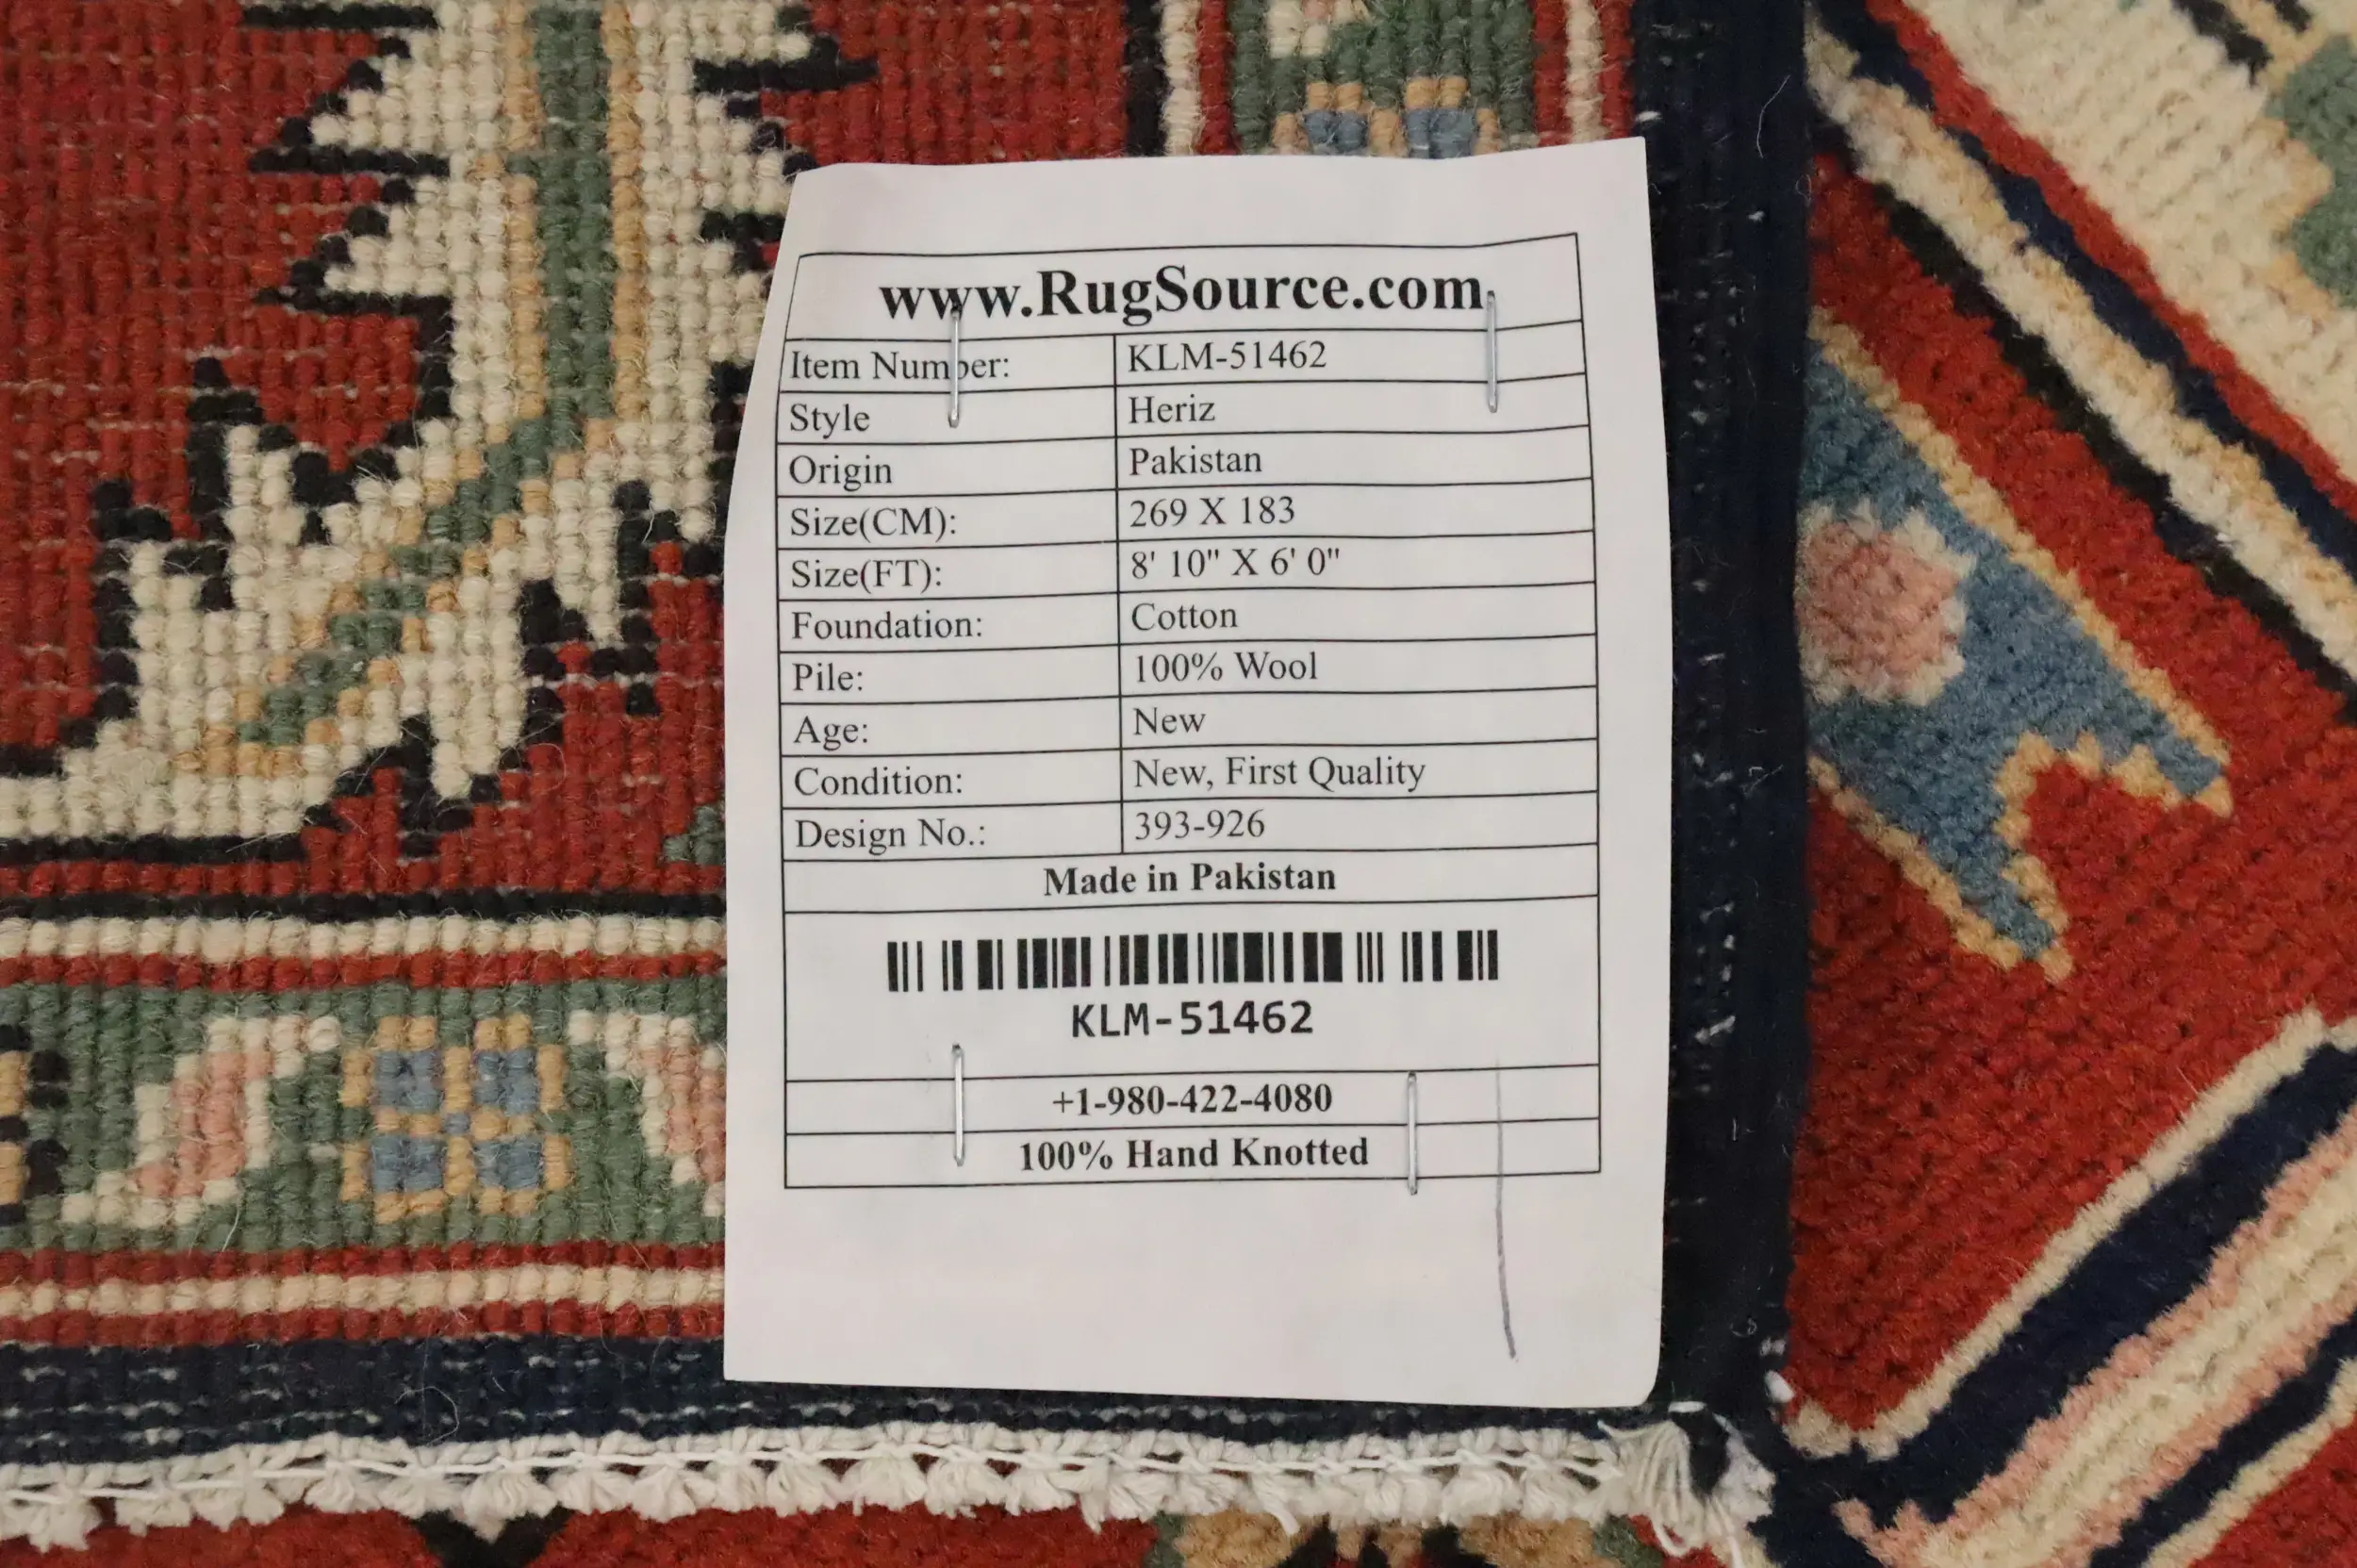 www.RugSource.com
Item Number: KLM-51462
Style Heriz
Origin Pakistan
Size(CM): 269 X 183
Size(FT): 8' 10" X 6' 0"
Foundation: Cotton
Pile: 100% Wool
Age: New
Condition: New, First Quality
Design No.: 393-926
Made in Pakistan
KLM-51462
+1-980-422-4080
100% Hand Knotted